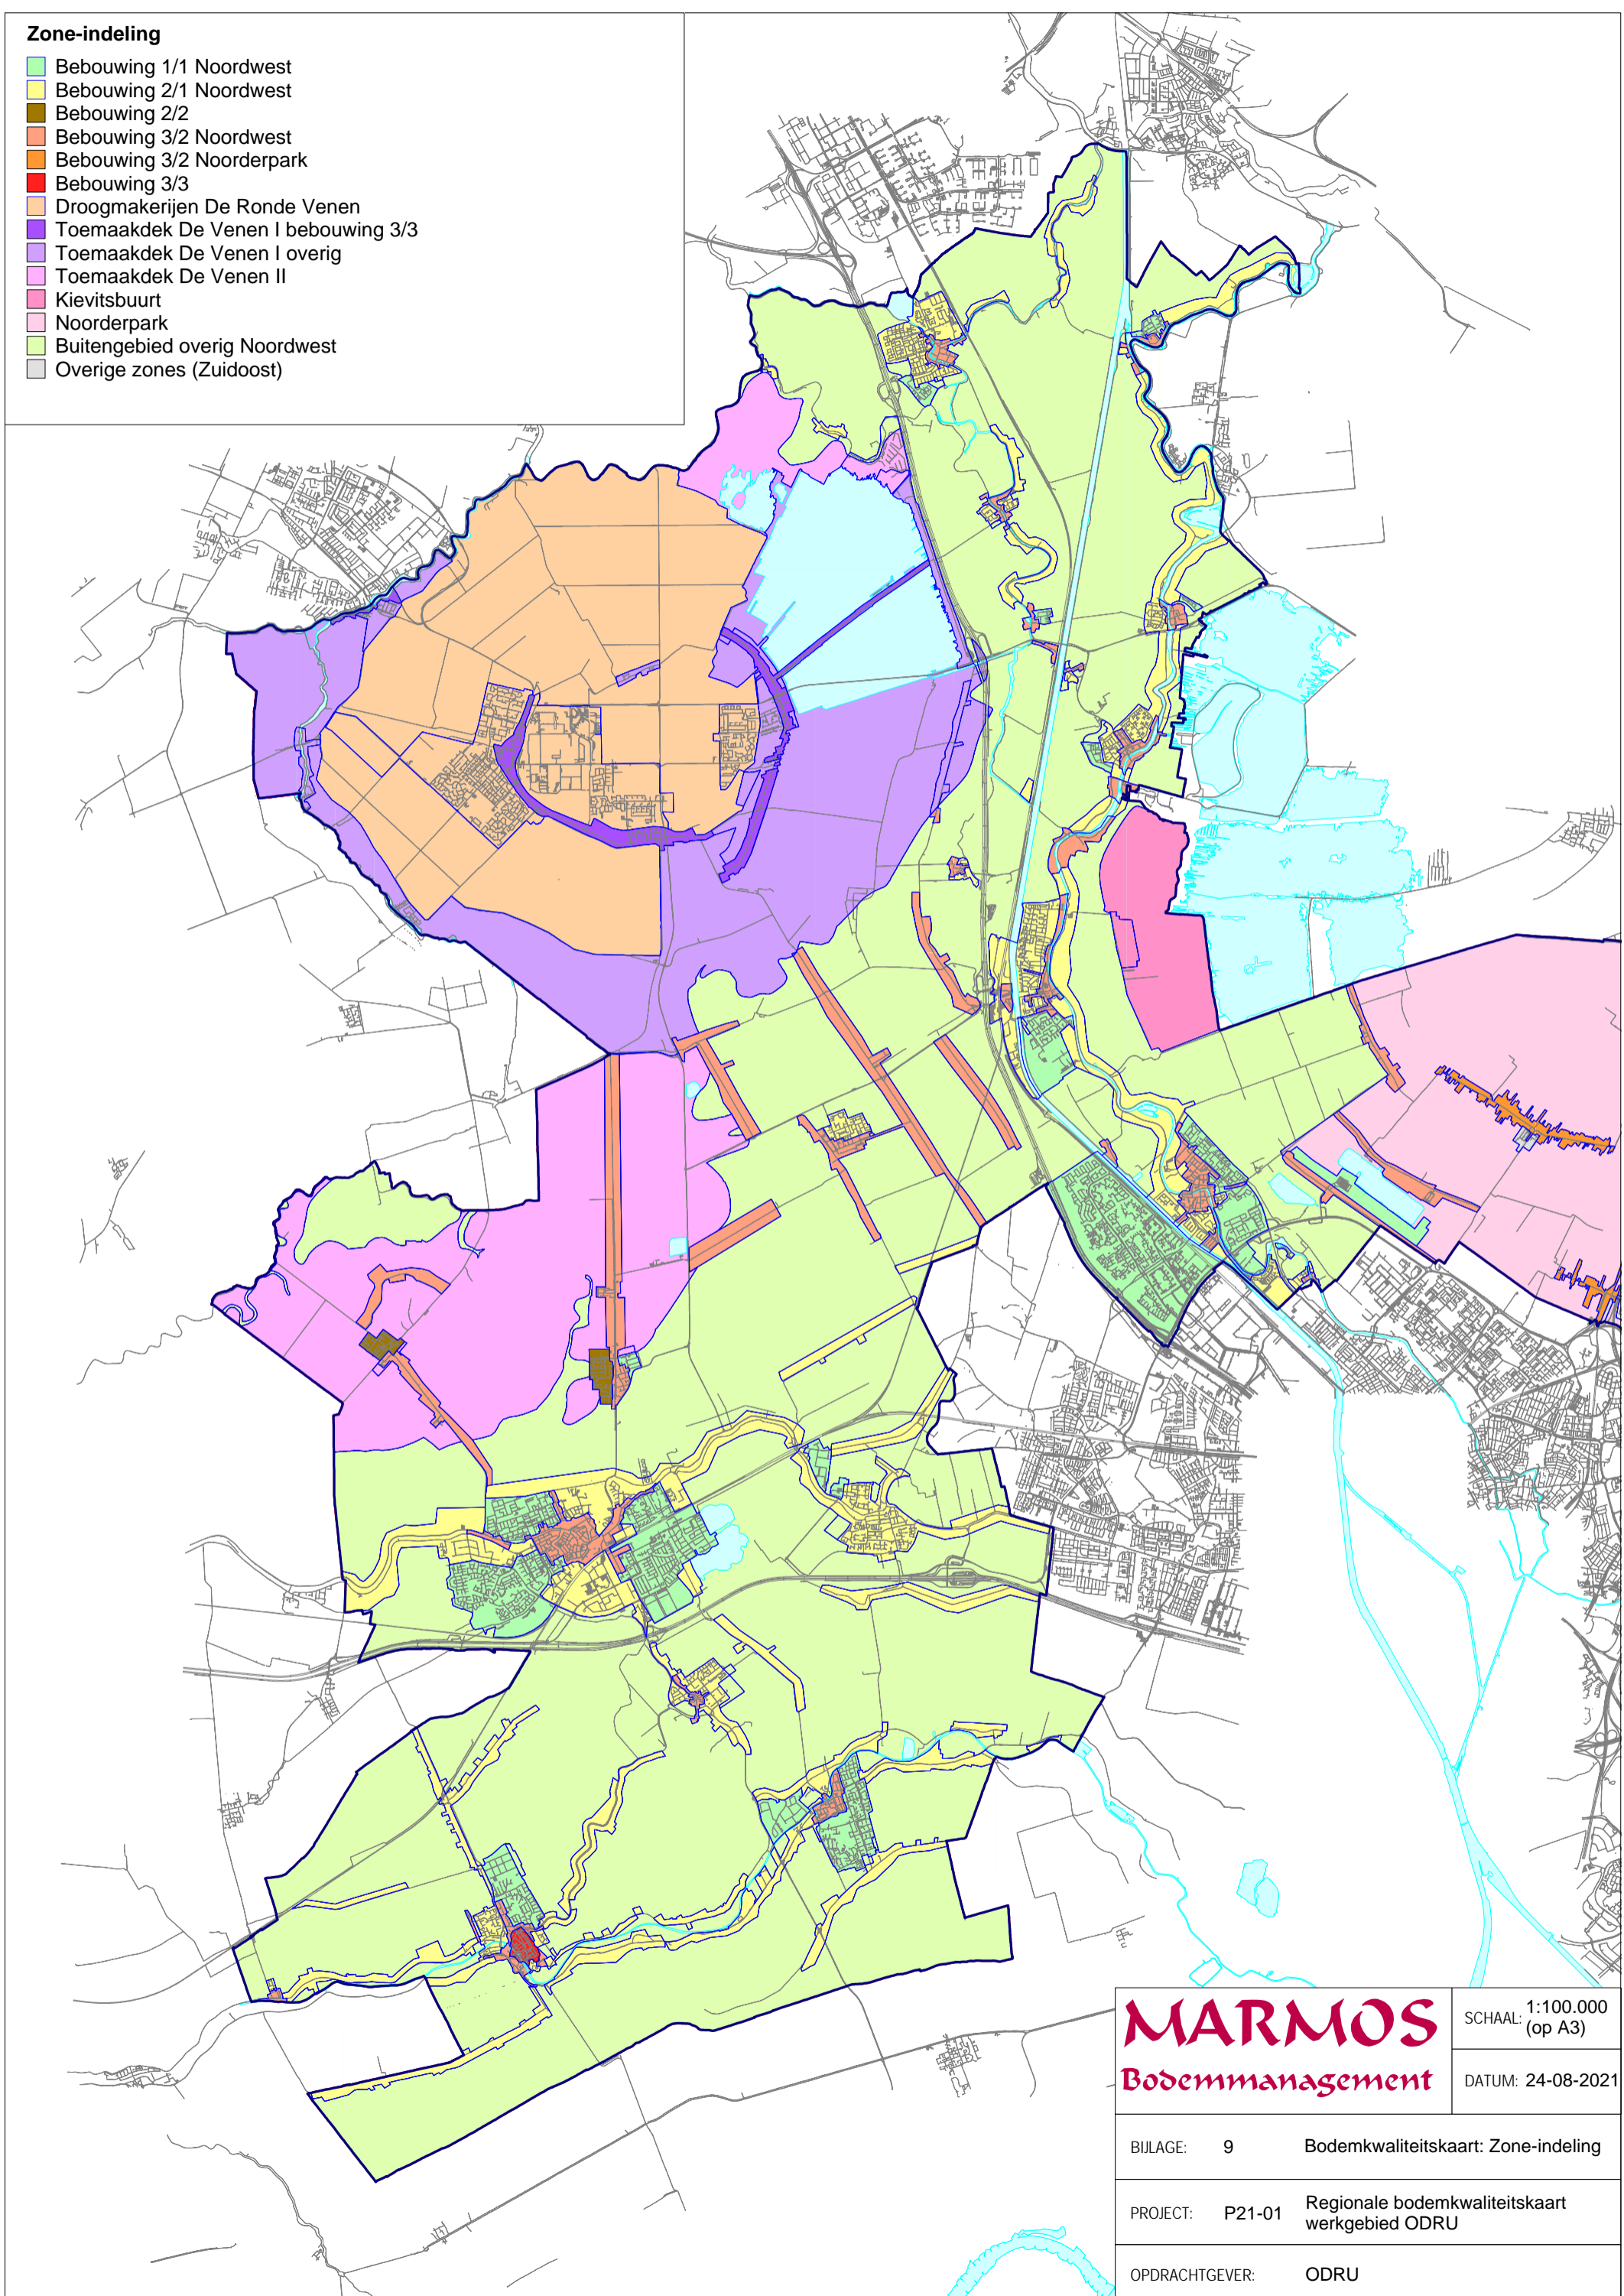 Zone-indeling
Bebouwing 1/1 Noordwest
Bebouwing 2/1 Noordwest
Bebouwing 2/2
Bebouwing 3/2 Noordwest
Bebouwing 3/2 Noorderpark
Bebouwing 3/3
Droogmakerijen De Ronde Venen
Toemaakdek De Venen I bebouwing 3/3
Toemaakdek De Venen I overig
Toemaakdek De Venen II
Kievitsbuurt
Noorderpark
Buitengebied overig Noordwest
Overige zones (Zuidoost)
MARMOS
Bodemmanagement
SCHAAL: 1:100.000
(op A3)
DATUM: 24-08-2021
BIJLAGE: 9 Bodemkwaliteitskaart: Zone-indeling
PROJECT: P21-01 Regionale bodemkwaliteitskaart
werkgebied ODRU
OPDRACHTGEVER: ODRU